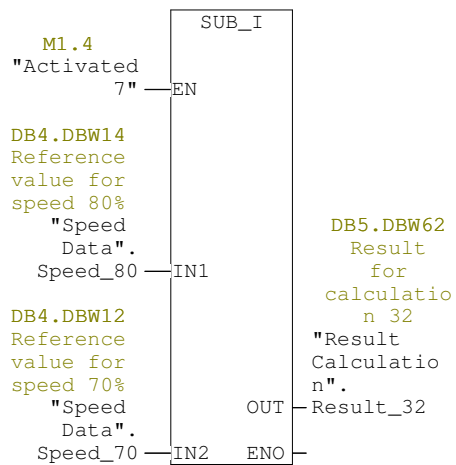 SUB_I
M1.4
"Activated
7"
EN
DB4.DBW14
Reference
value for
speed 80%
"Speed
Data".
Speed_80
IN1
DB4.DBW12
Reference
value for
speed 70%
"Speed
Data".
Speed_70
IN2
DB5.DBW62
Result
for
calculatio
n 32
"Result
Calculatio
n".
Result_32
OUT
ENO